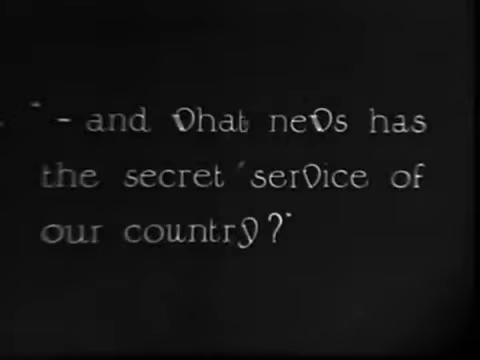 "- and what news has
the secret service of
our country?"